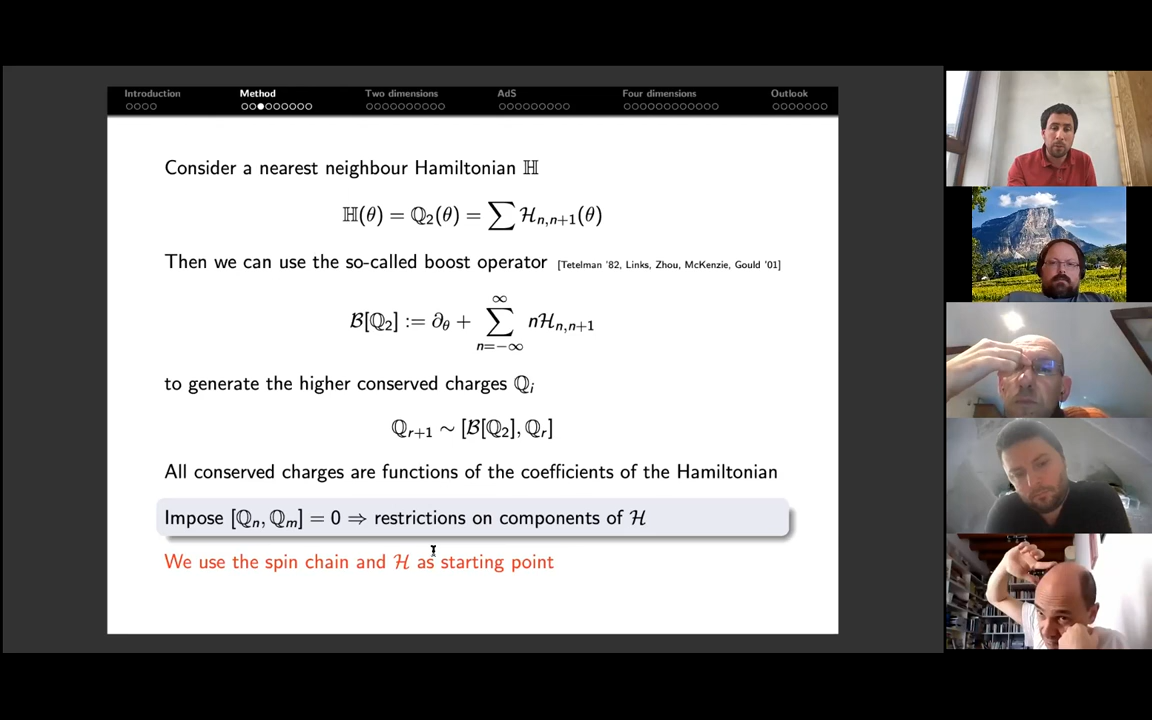 Introduction Method Two dimensions AdS Four dimensions Outlook
Consider a nearest neighbour Hamiltonian ℍ
ℍ(θ) = ℚ₂(θ) = ∑ ℋₙ,ₙ₊₁(θ)
Then we can use the so-called boost operator [Tetelman '82, Links, Zhou, McKenzie, Gould '01]
ℬ[ℚ₂] := ∂_θ + ∑_{n=−∞}^{∞} nℋₙ,ₙ₊₁
to generate the higher conserved charges ℚᵢ
ℚᵣ₊₁ ∼ [ℬ[ℚ₂], ℚᵣ]
All conserved charges are functions of the coefficients of the Hamiltonian
Impose [ℚₙ, ℚₘ] = 0 ⇒ restrictions on components of ℋ
We use the spin chain and ℋ as starting point